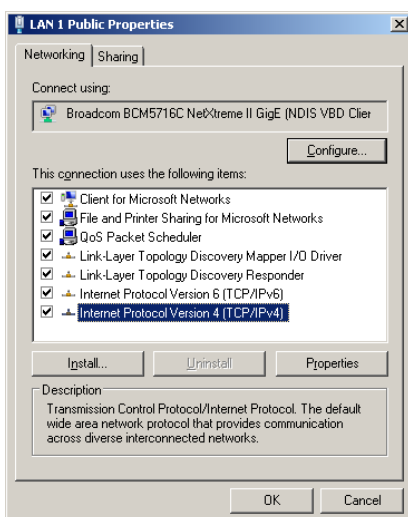 LAN 1 Public Properties
Networking
Sharing
Connect using:
Broadcom BCM5716C NetXtreme II GigE (NDIS VBD Clier
Configure...
This connection uses the following items:
Client for Microsoft Networks
File and Printer Sharing for Microsoft Networks
QoS Packet Scheduler
Link-Layer Topology Discovery Mapper I/O Driver
Link-Layer Topology Discovery Responder
Internet Protocol Version 6 (TCP/IPv6)
Internet Protocol Version 4 (TCP/IPv4)
Install...
Uninstall
Properties
Description
Transmission Control Protocol/Internet Protocol. The default
wide area network protocol that provides communication
across diverse interconnected networks.
OK
Cancel